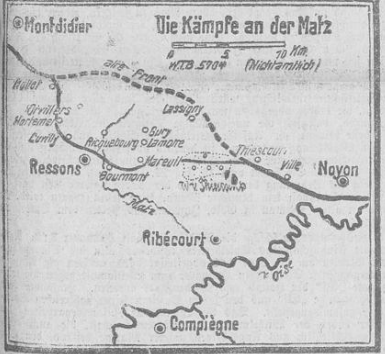 Montdidier
Die Kämpfe an der Matz
0 5 10 Km.
W.T.B. 5704 (Nichtamtlich)
alte Front
Rollot
Orvillers
Lassigny
Mortemer
Gury
Cuvilly
Ricquebourg
Lamotte
Thiescourt
Ressons
Mareuil
Ville
Bourmont
Noyon
Matz
Ribécourt
Oise
Compiègne